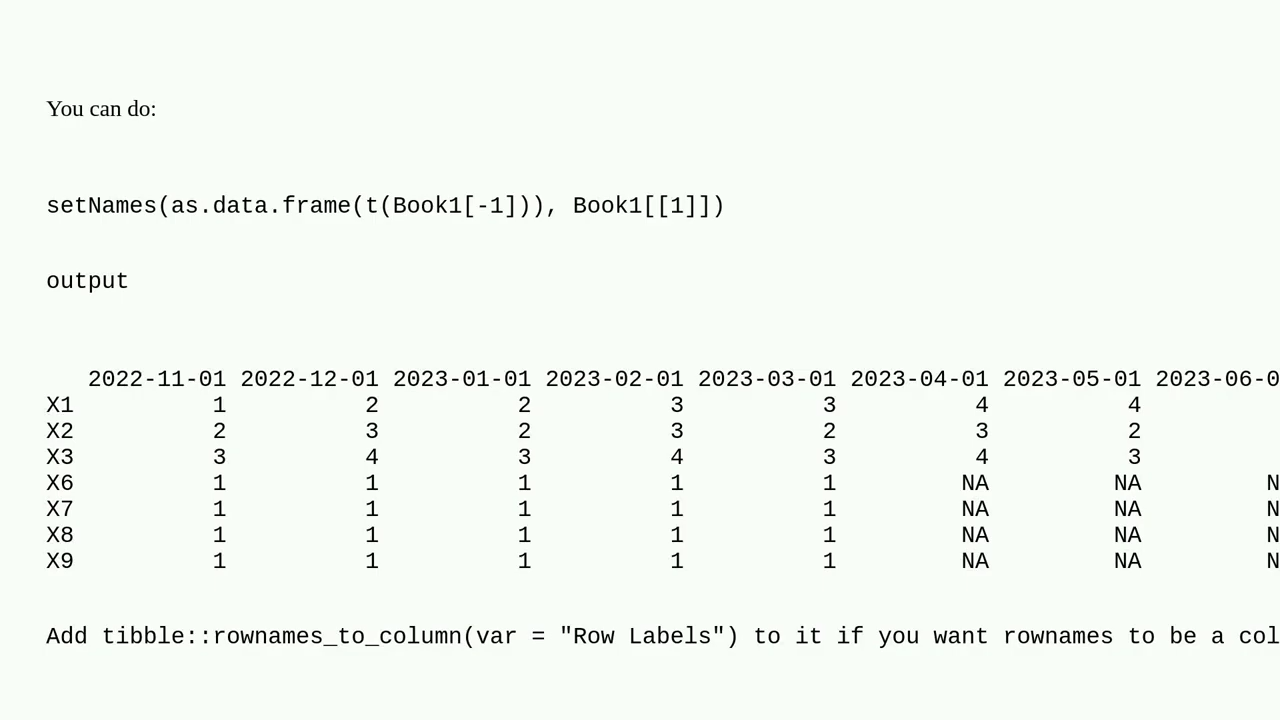 You can do:
setNames(as.data.frame(t(Book1[-1])), Book1[[1]])
output
   2022-11-01 2022-12-01 2023-01-01 2023-02-01 2023-03-01 2023-04-01 2023-05-01 2023-06-0
X1          1          2          2          3          3          4          4
X2          2          3          2          3          2          3          2
X3          3          4          3          4          3          4          3
X6          1          1          1          1          1         NA         NA         N
X7          1          1          1          1          1         NA         NA         N
X8          1          1          1          1          1         NA         NA         N
X9          1          1          1          1          1         NA         NA         N
Add tibble::rownames_to_column(var = "Row Labels") to it if you want rownames to be a col